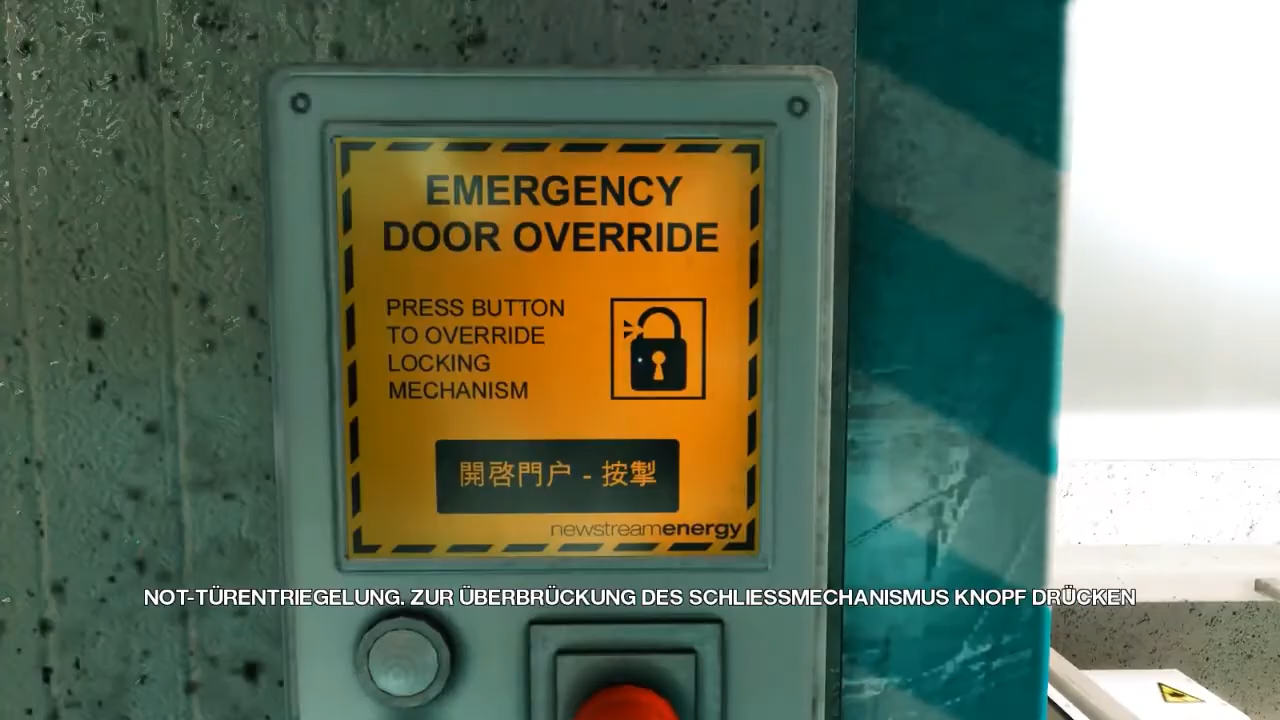 EMERGENCY
DOOR OVERRIDE
PRESS BUTTON
TO OVERRIDE
LOCKING
MECHANISM
開啓門户 - 按掣
newstreamenergy
NOT-TÜRENTRIEGELUNG. ZUR ÜBERBRÜCKUNG DES SCHLIESSMECHANISMUS KNOPF DRÜCKEN